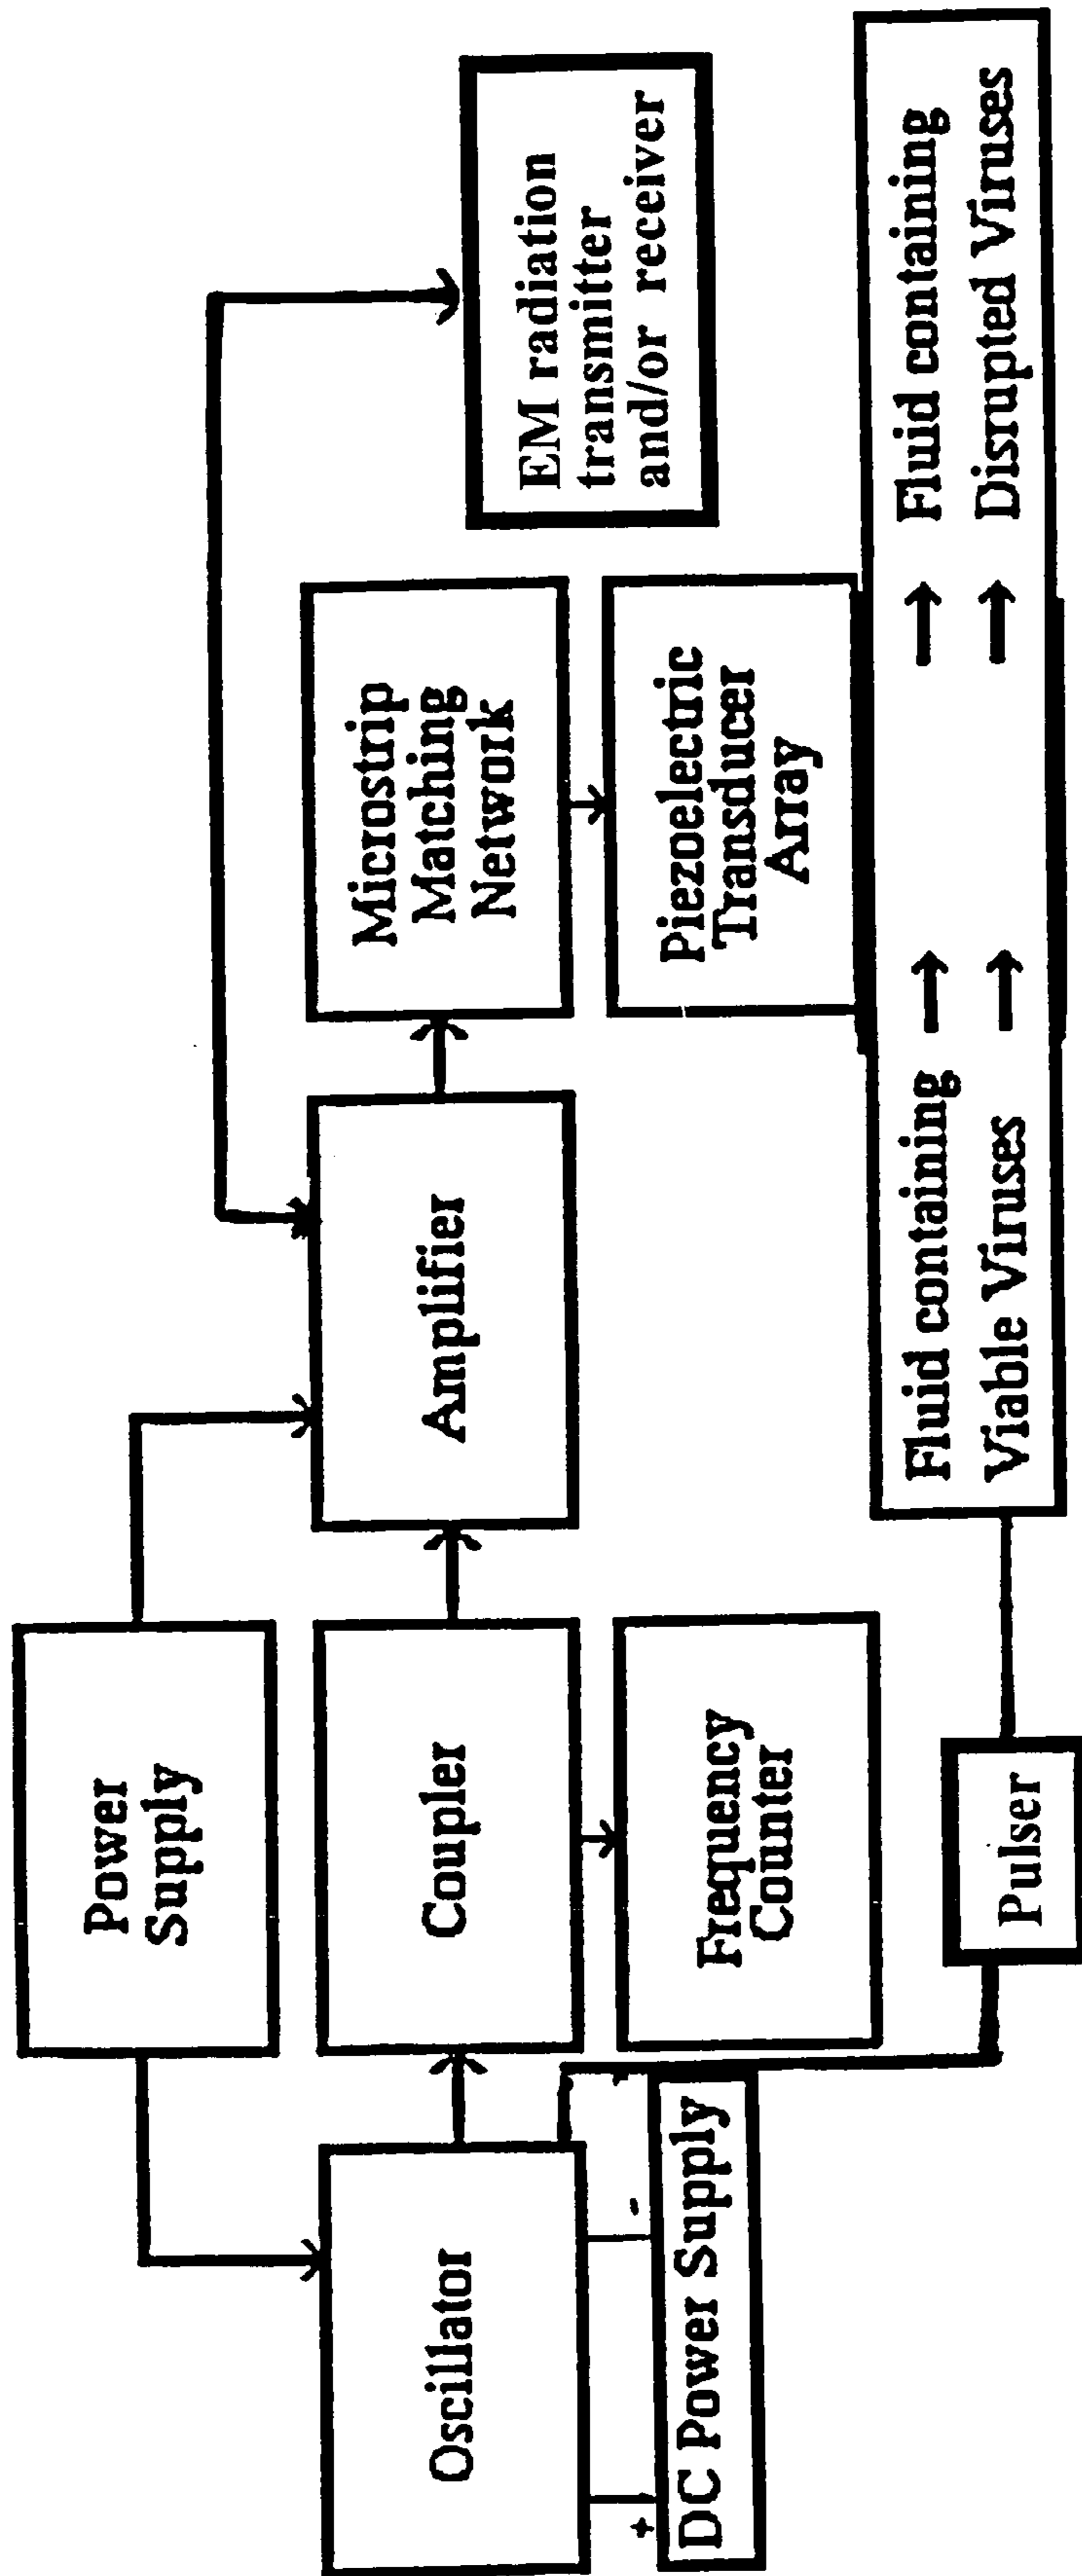 Power
Supply
Oscillator
+
-
DC Power Supply
Coupler
Frequency
Counter
Pulser
Amplifier
Microstrip
Matching
Network
Piezoelectric
Transducer
Array
EM radiation
transmitter
and/or receiver
Fluid containing
Viable Viruses
Fluid containing
Disrupted Viruses